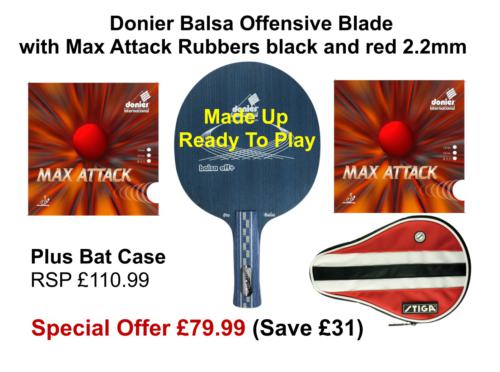 Donier Balsa Offensive Blade
with Max Attack Rubbers black and red 2.2mm
donier
international
MAX ATTACK
donier
Made Up
Ready To Play
balsa off+
donier
international
MAX ATTACK
Plus Bat Case
RSP £110.99
STIGA
Special Offer £79.99 (Save £31)